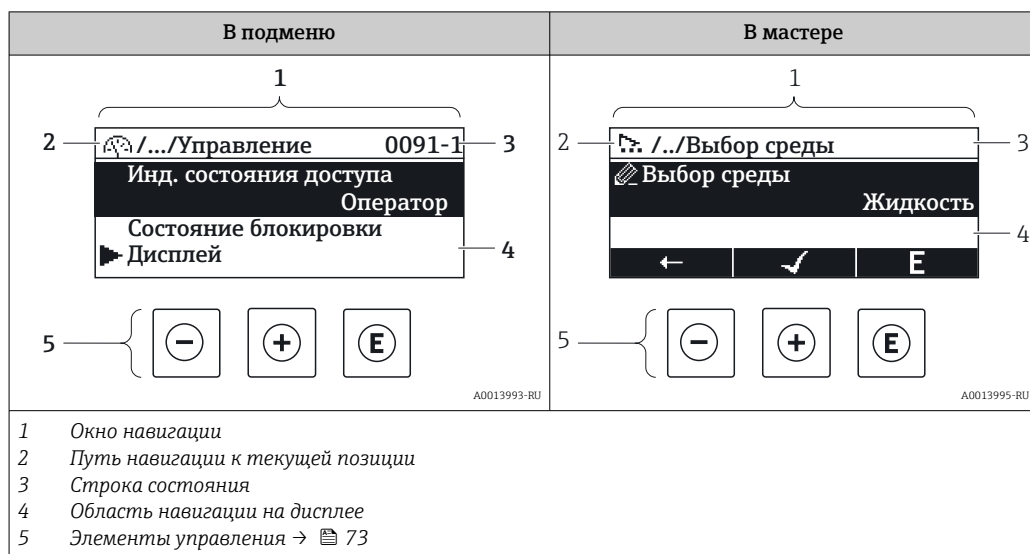 В подменю
1
2
/.../Управление 0091-1
3
Инд. состояния доступа
Оператор
Состояние блокировки
Дисплей
4
5
E
A0013993-RU
В мастере
1
2
/../Выбор среды
3
Выбор среды
Жидкость
4
E
5
E
A0013995-RU
1 Окно навигации
2 Путь навигации к текущей позиции
3 Строка состояния
4 Область навигации на дисплее
5 Элементы управления → 73